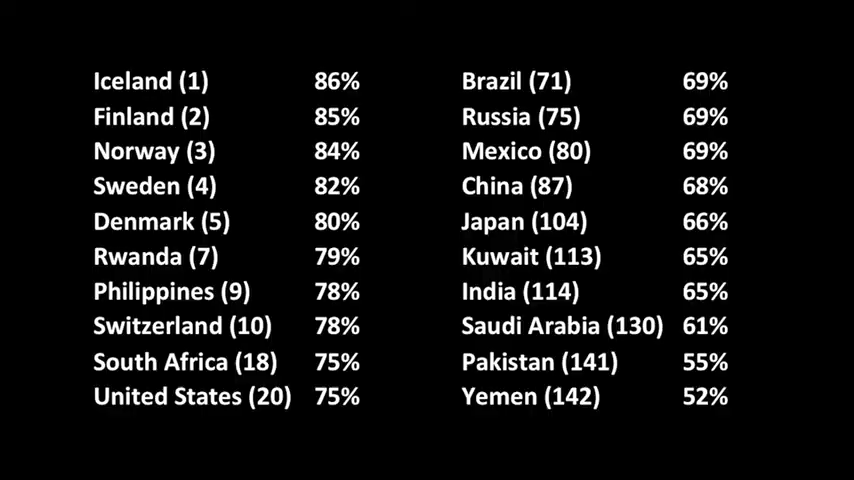 Iceland (1) 86%
Finland (2) 85%
Norway (3) 84%
Sweden (4) 82%
Denmark (5) 80%
Rwanda (7) 79%
Philippines (9) 78%
Switzerland (10) 78%
South Africa (18) 75%
United States (20) 75%
Brazil (71) 69%
Russia (75) 69%
Mexico (80) 69%
China (87) 68%
Japan (104) 66%
Kuwait (113) 65%
India (114) 65%
Saudi Arabia (130) 61%
Pakistan (141) 55%
Yemen (142) 52%